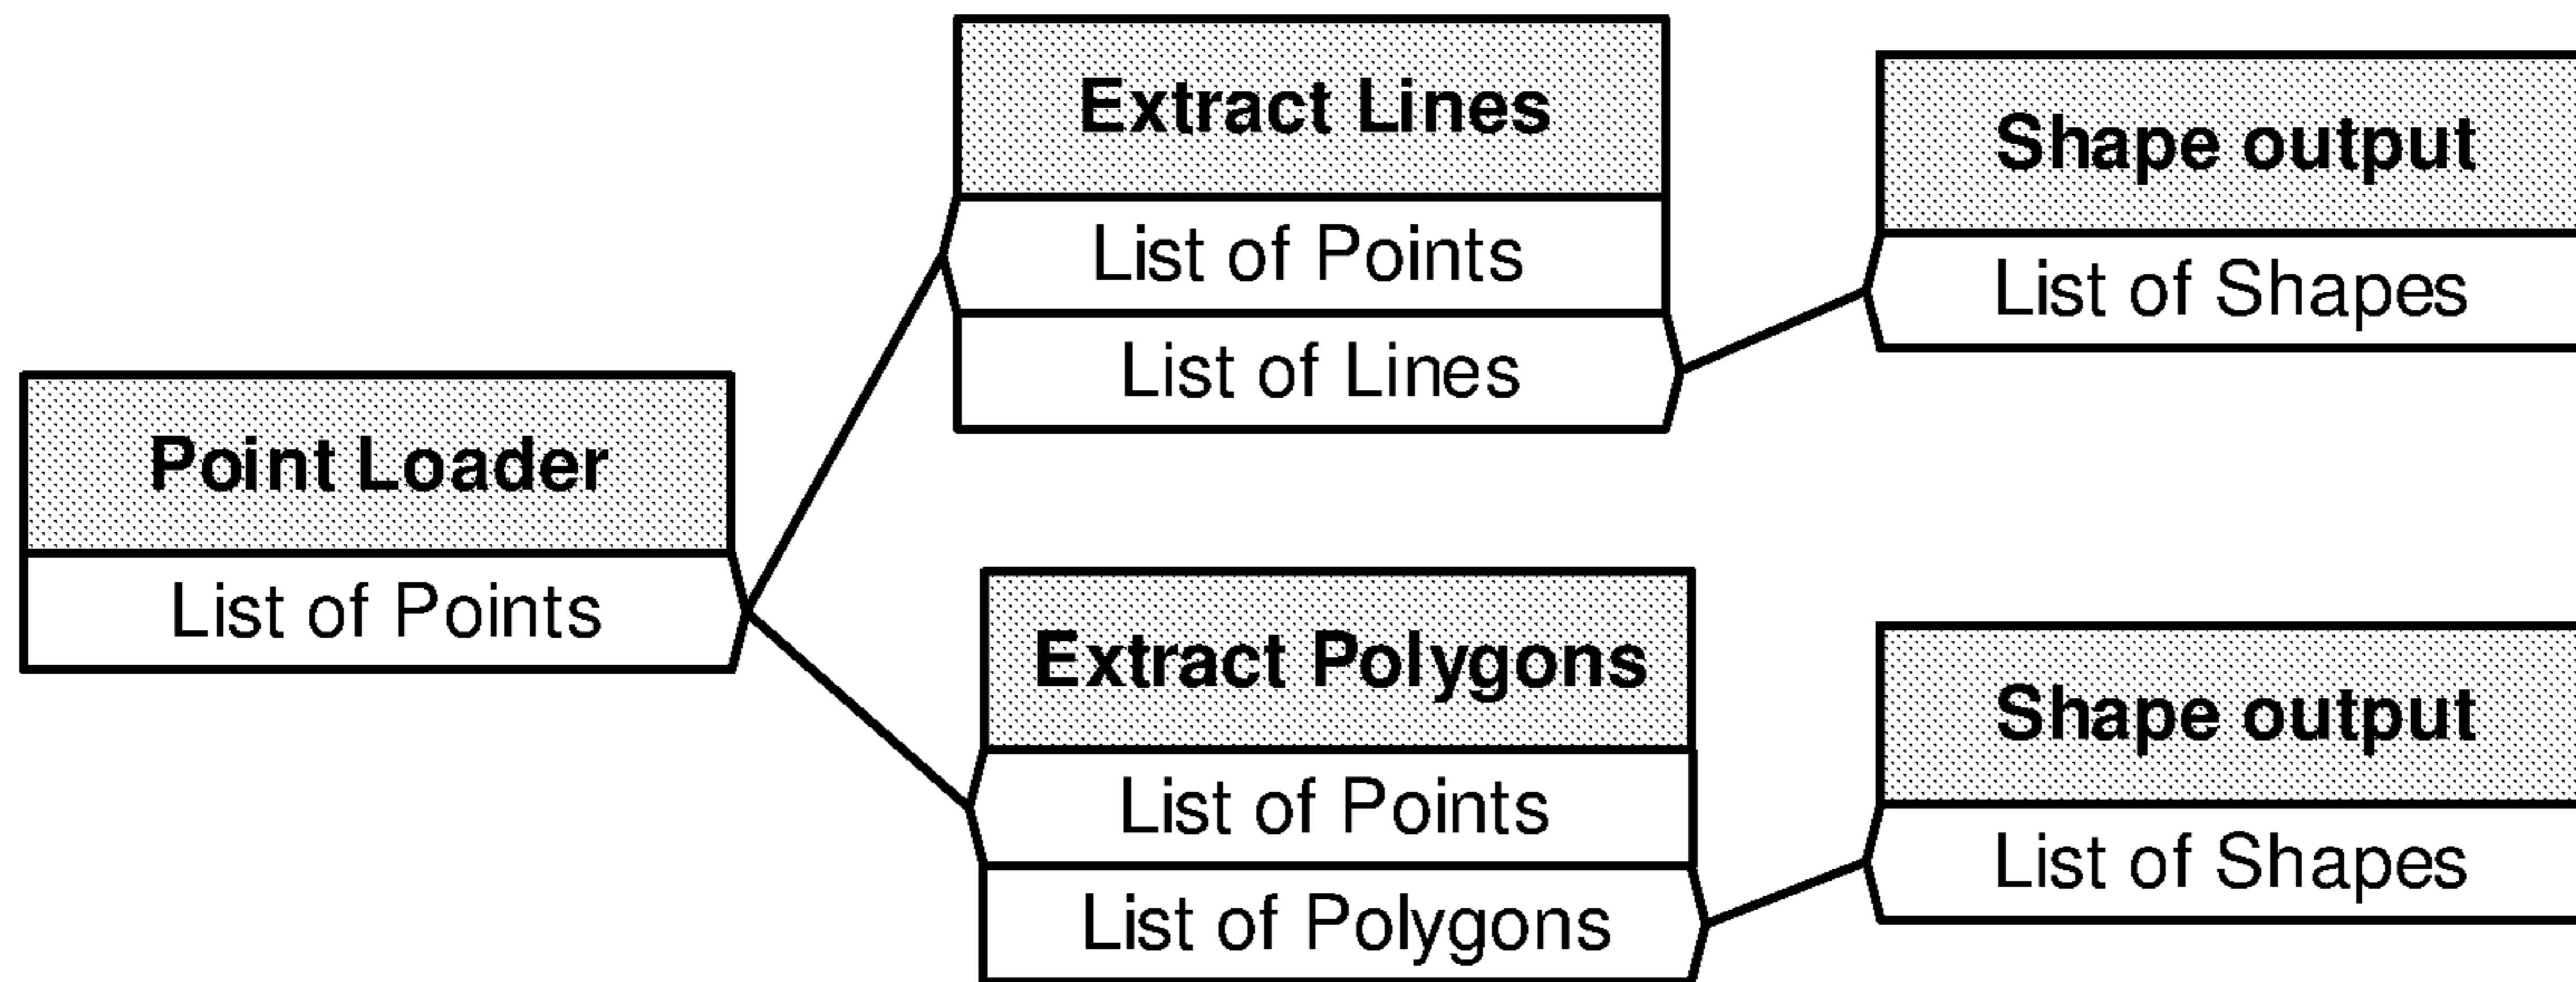 Extract Lines
List of Points
List of Lines
Shape output
List of Shapes
Point Loader
List of Points
Extract Polygons
List of Points
List of Polygons
Shape output
List of Shapes